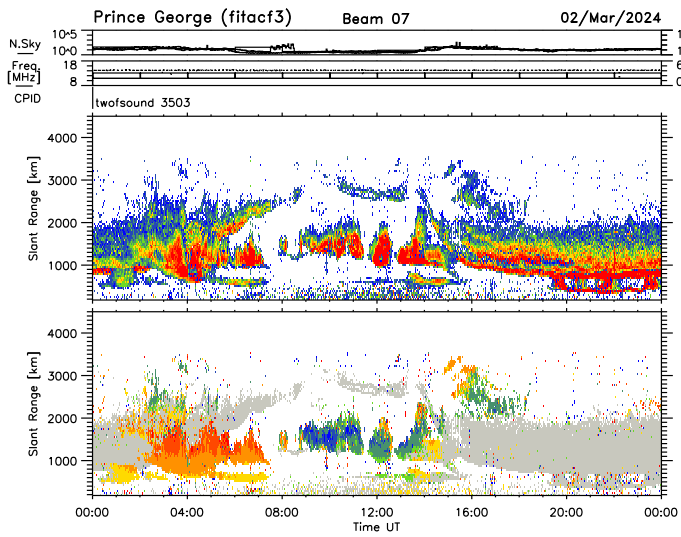 Prince George (fitacf3) Beam 07 02/Mar/2024
N.Sky 10^5
10^0
Freq. 18
[MHz] 8
CPID twofsound 3503
4000
3000
2000
1000
Slant Range [km]
4000
3000
2000
1000
Slant Range [km]
00:00 04:00 08:00 12:00 16:00 20:00 00:00
Time UT